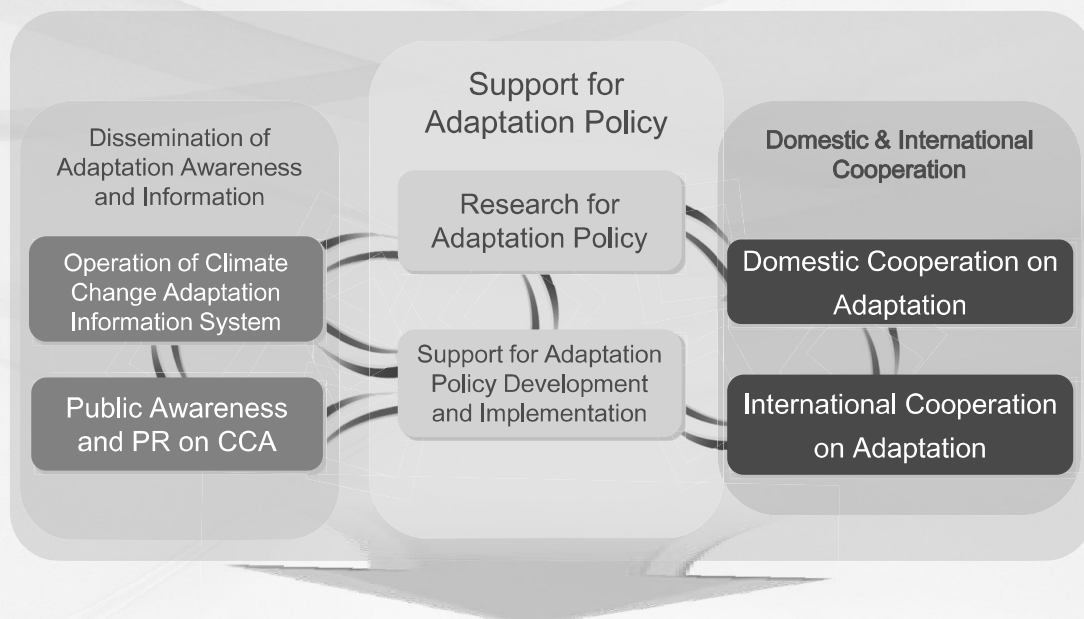 Dissemination of
Adaptation Awareness
and Information
Operation of Climate
Change Adaptation
Information System
Public Awareness
and PR on CCA
Support for
Adaptation Policy
Research for
Adaptation Policy
Support for Adaptation
Policy Development
and Implementation
Domestic & International
Cooperation
Domestic Cooperation on
Adaptation
International Cooperation
on Adaptation